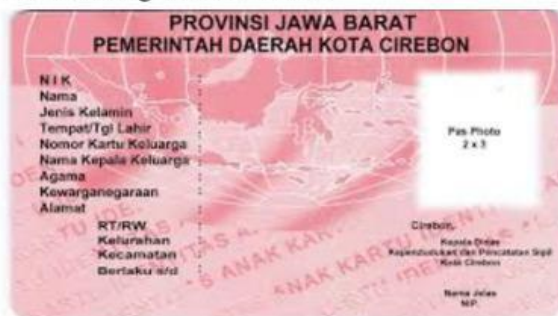 PROVINSI JAWA BARAT
PEMERINTAH DAERAH KOTA CIREBON
NIK
Nama
Jenis Kelamin
Tempat/Tgl Lahir
Nomor Kartu Keluarga
Nama Kepala Keluarga
Agama
Kewarganegaraan
Alamat
RT/RW
Kelurahan
Kecamatan
Berlaku s/d
Pas Photo
2 x 3
Cirebon,
Kepala Dinas
Kependudukan dan Pencatatan Sipil
Kota Cirebon
Nama Jelas
NIP.